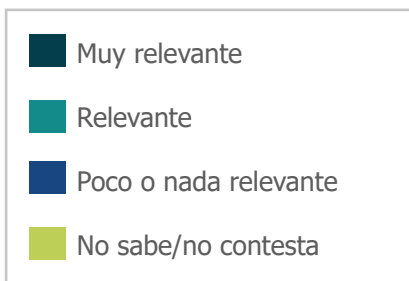 Muy relevante
Relevante
Poco o nada relevante
No sabe/no contesta